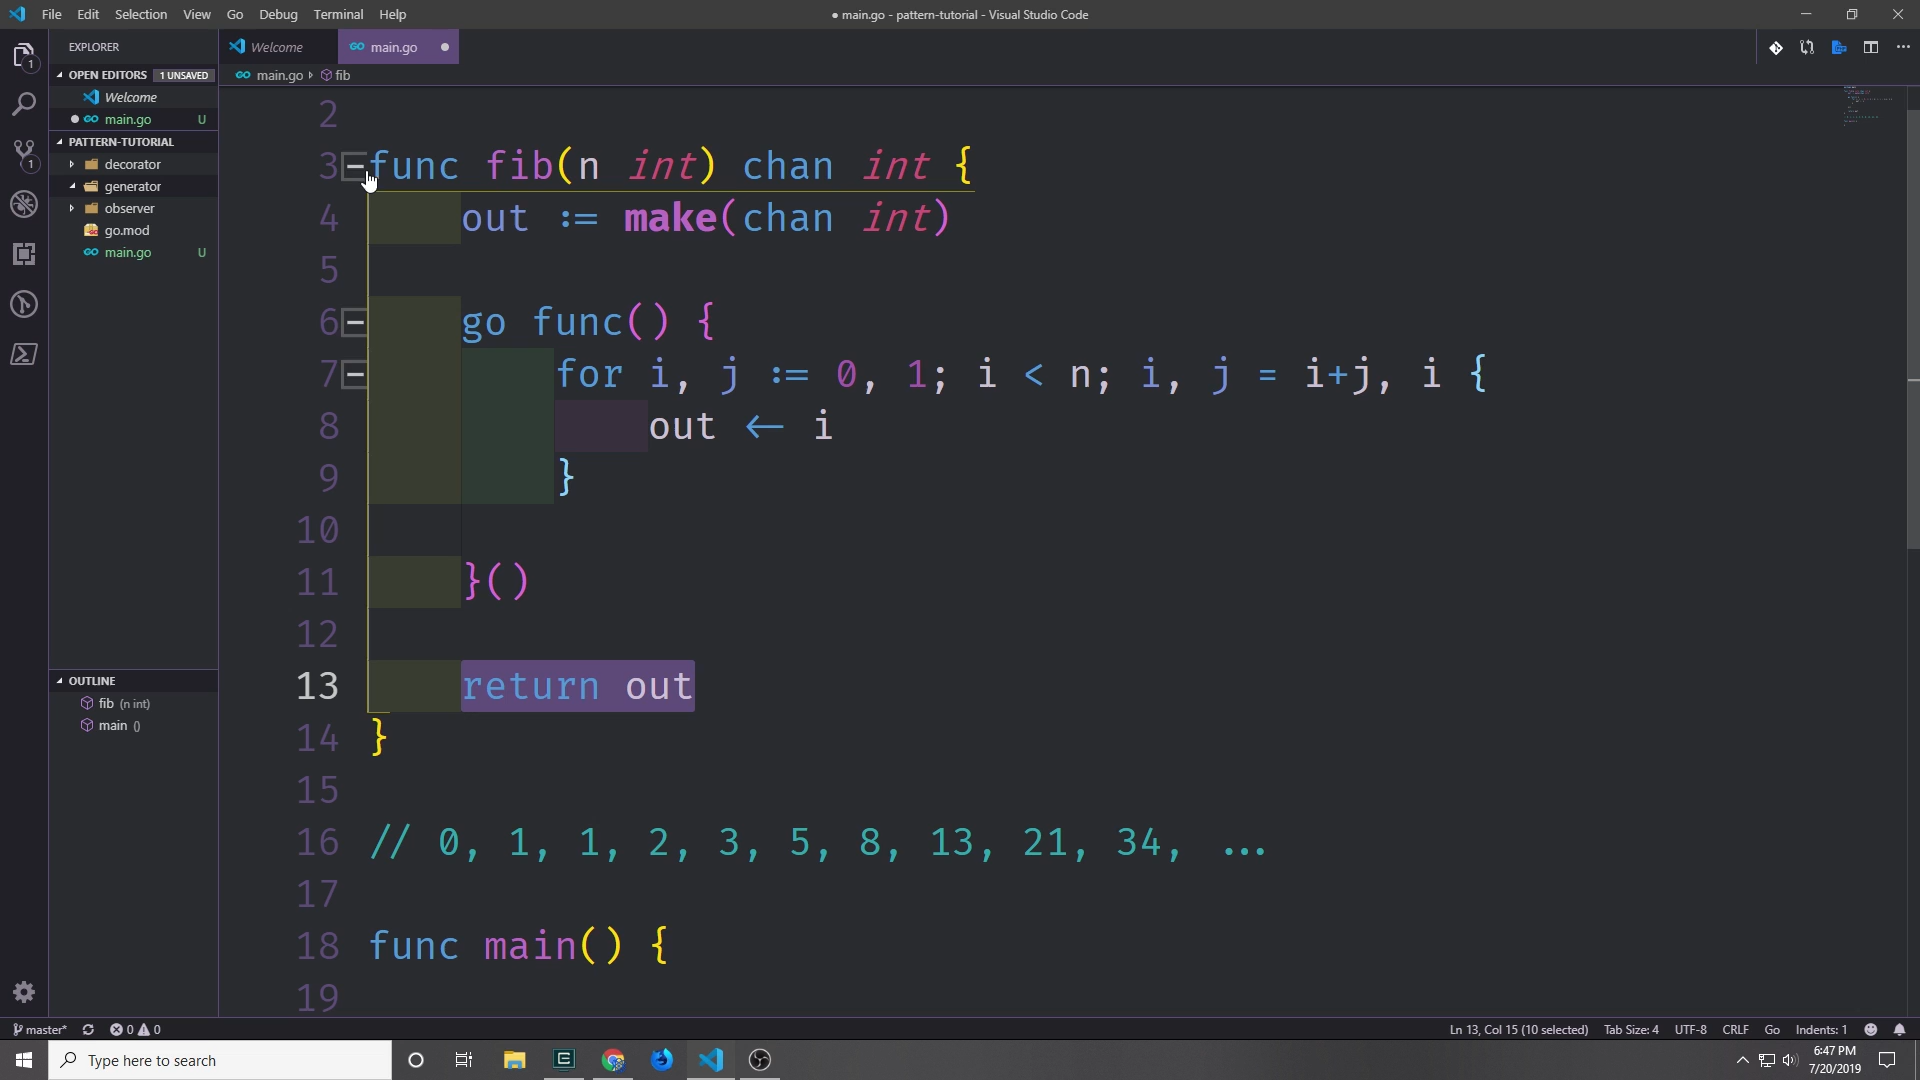 File Edit Selection View Go Debug Terminal Help
● main.go - pattern-tutorial - Visual Studio Code
EXPLORER
Welcome
main.go
OPEN EDITORS 1 UNSAVED
main.go fib
Welcome
main.go U
PATTERN-TUTORIAL
decorator
generator
observer
go.mod
main.go U
OUTLINE
fib (n int)
main ()
2
3 func fib(n int) chan int {
4 out := make(chan int)
5
6 go func() {
7 for i, j := 0, 1; i < n; i, j = i+j, i {
8 out <- i
9 }
10
11 }()
12
13 return out
14 }
15
16 // 0, 1, 1, 2, 3, 5, 8, 13, 21, 34, ...
17
18 func main() {
19
master* 0 0 Ln 13, Col 15 (10 selected) Tab Size: 4 UTF-8 CRLF Go Indents: 1
Type here to search
6:47 PM
7/20/2019